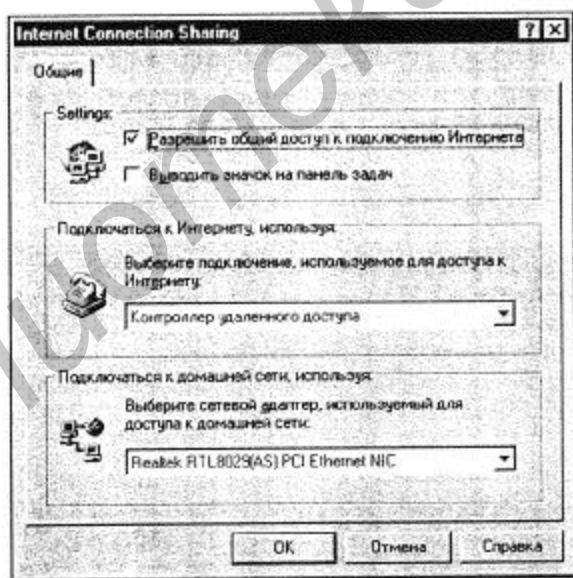 Internet Connection Sharing
Общие
Settings:
Разрешить общий доступ к подключению Интернета
Выводить значок на панель задач
Подключаться к Интернету, используя:
Выберите подключение, используемое для доступа к
Интернету:
Контроллер удаленного доступа
Подключаться к домашней сети, используя:
Выберите сетевой адаптер, используемый для
доступа к домашней сети:
Realtek RTL8029(AS) PCI Ethernet NIC
OK Отмена Справка